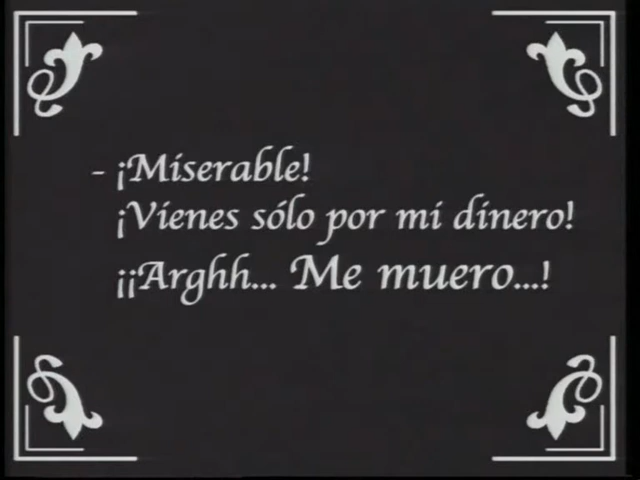 - ¡Miserable!
¡Vienes sólo por mi dinero!
¡¡Arghh... Me muero...!